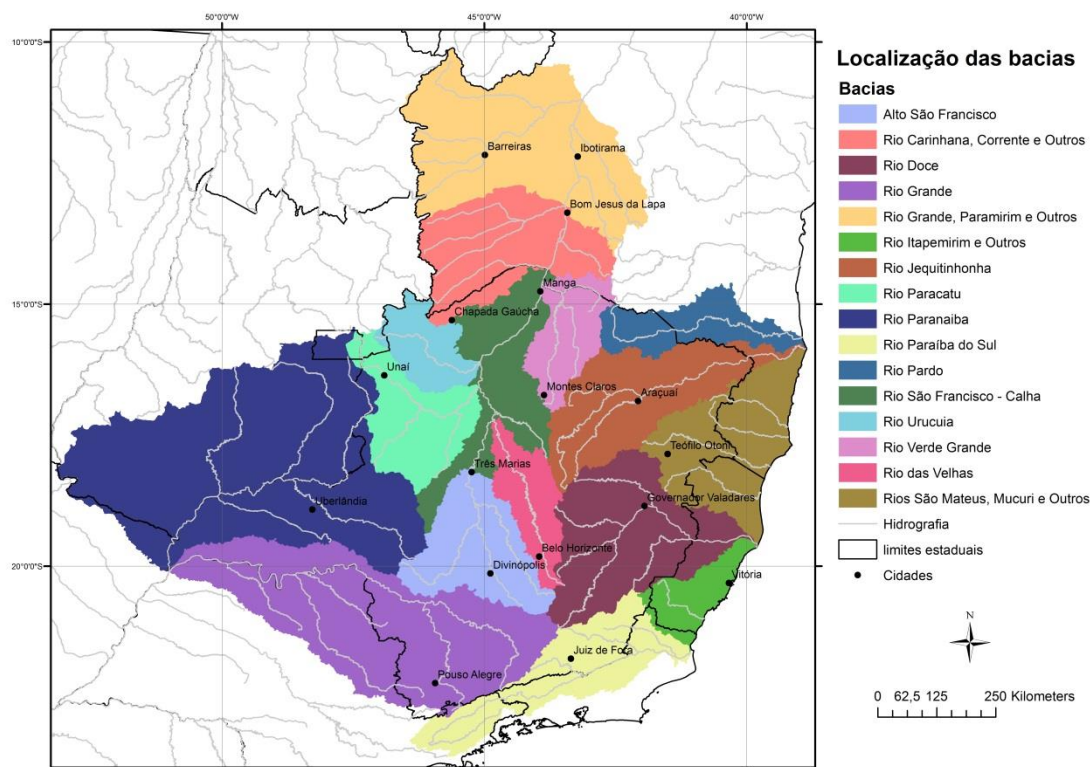 50°0'0"W
45°0'0"W
40°0'0"W
10°0'0"S
15°0'0"S
20°0'0"S
Barreiras
Ibotirama
Bom Jesus da Lapa
Manga
Chapada Gaúcha
Unaí
Montes Claros
Araçuaí
Teófilo Otoni
Três Marias
Governador Valadares
Uberlândia
Belo Horizonte
Divinópolis
Vitória
Juiz de Fora
Pouso Alegre
Localização das bacias
Bacias
Alto São Francisco
Rio Carinhana, Corrente e Outros
Rio Doce
Rio Grande
Rio Grande, Paramirim e Outros
Rio Itapemirim e Outros
Rio Jequitinhonha
Rio Paracatu
Rio Paranaiba
Rio Paraíba do Sul
Rio Pardo
Rio São Francisco - Calha
Rio Urucuia
Rio Verde Grande
Rio das Velhas
Rios São Mateus, Mucuri e Outros
Hidrografia
limites estaduais
Cidades
N
0 62,5 125 250 Kilometers